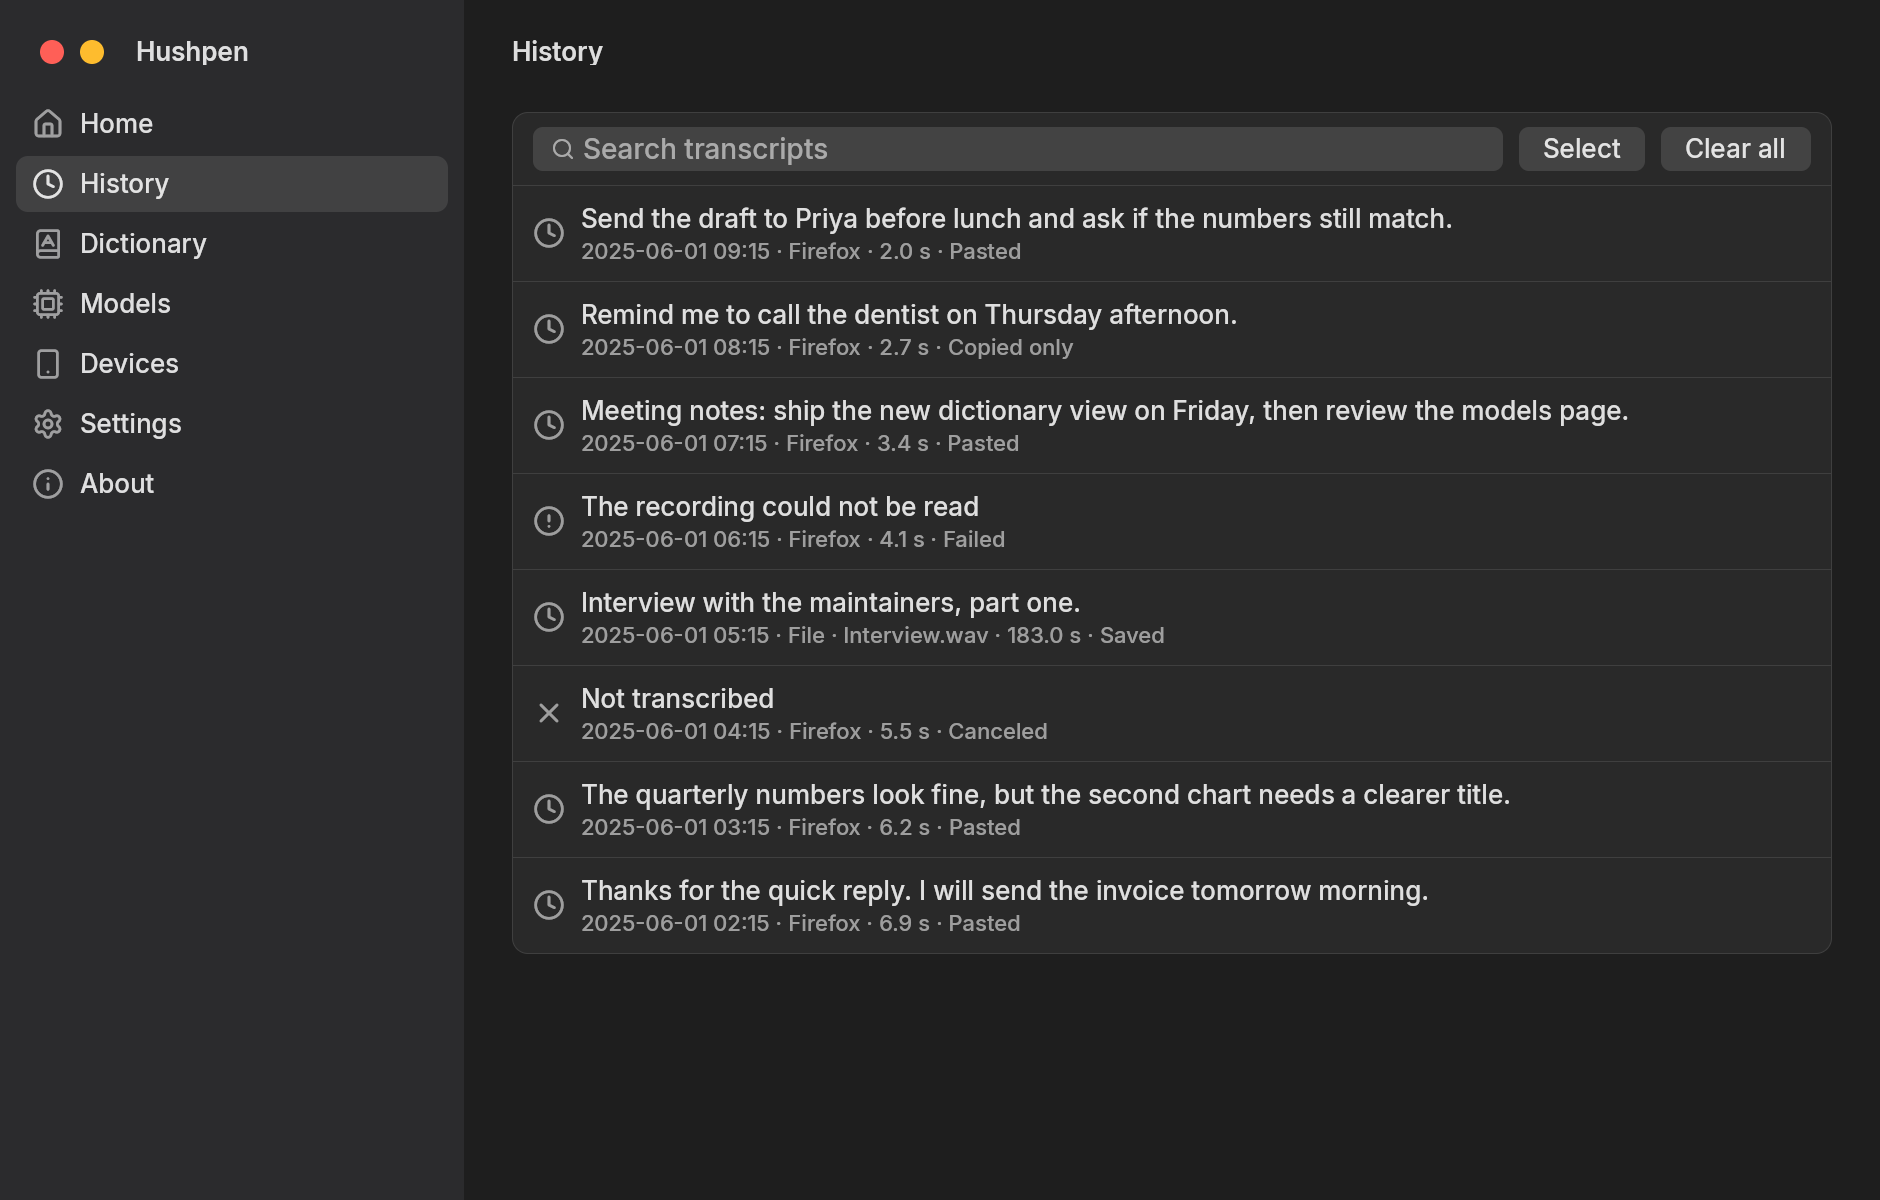 Hushpen
Home
History
Dictionary
Models
Devices
Settings
About
History
Search transcripts
Select
Clear all
Send the draft to Priya before lunch and ask if the numbers still match.
2025-06-01 09:15 · Firefox · 2.0 s · Pasted
Remind me to call the dentist on Thursday afternoon.
2025-06-01 08:15 · Firefox · 2.7 s · Copied only
Meeting notes: ship the new dictionary view on Friday, then review the models page.
2025-06-01 07:15 · Firefox · 3.4 s · Pasted
The recording could not be read
2025-06-01 06:15 · Firefox · 4.1 s · Failed
Interview with the maintainers, part one.
2025-06-01 05:15 · File · Interview.wav · 183.0 s · Saved
Not transcribed
2025-06-01 04:15 · Firefox · 5.5 s · Canceled
The quarterly numbers look fine, but the second chart needs a clearer title.
2025-06-01 03:15 · Firefox · 6.2 s · Pasted
Thanks for the quick reply. I will send the invoice tomorrow morning.
2025-06-01 02:15 · Firefox · 6.9 s · Pasted